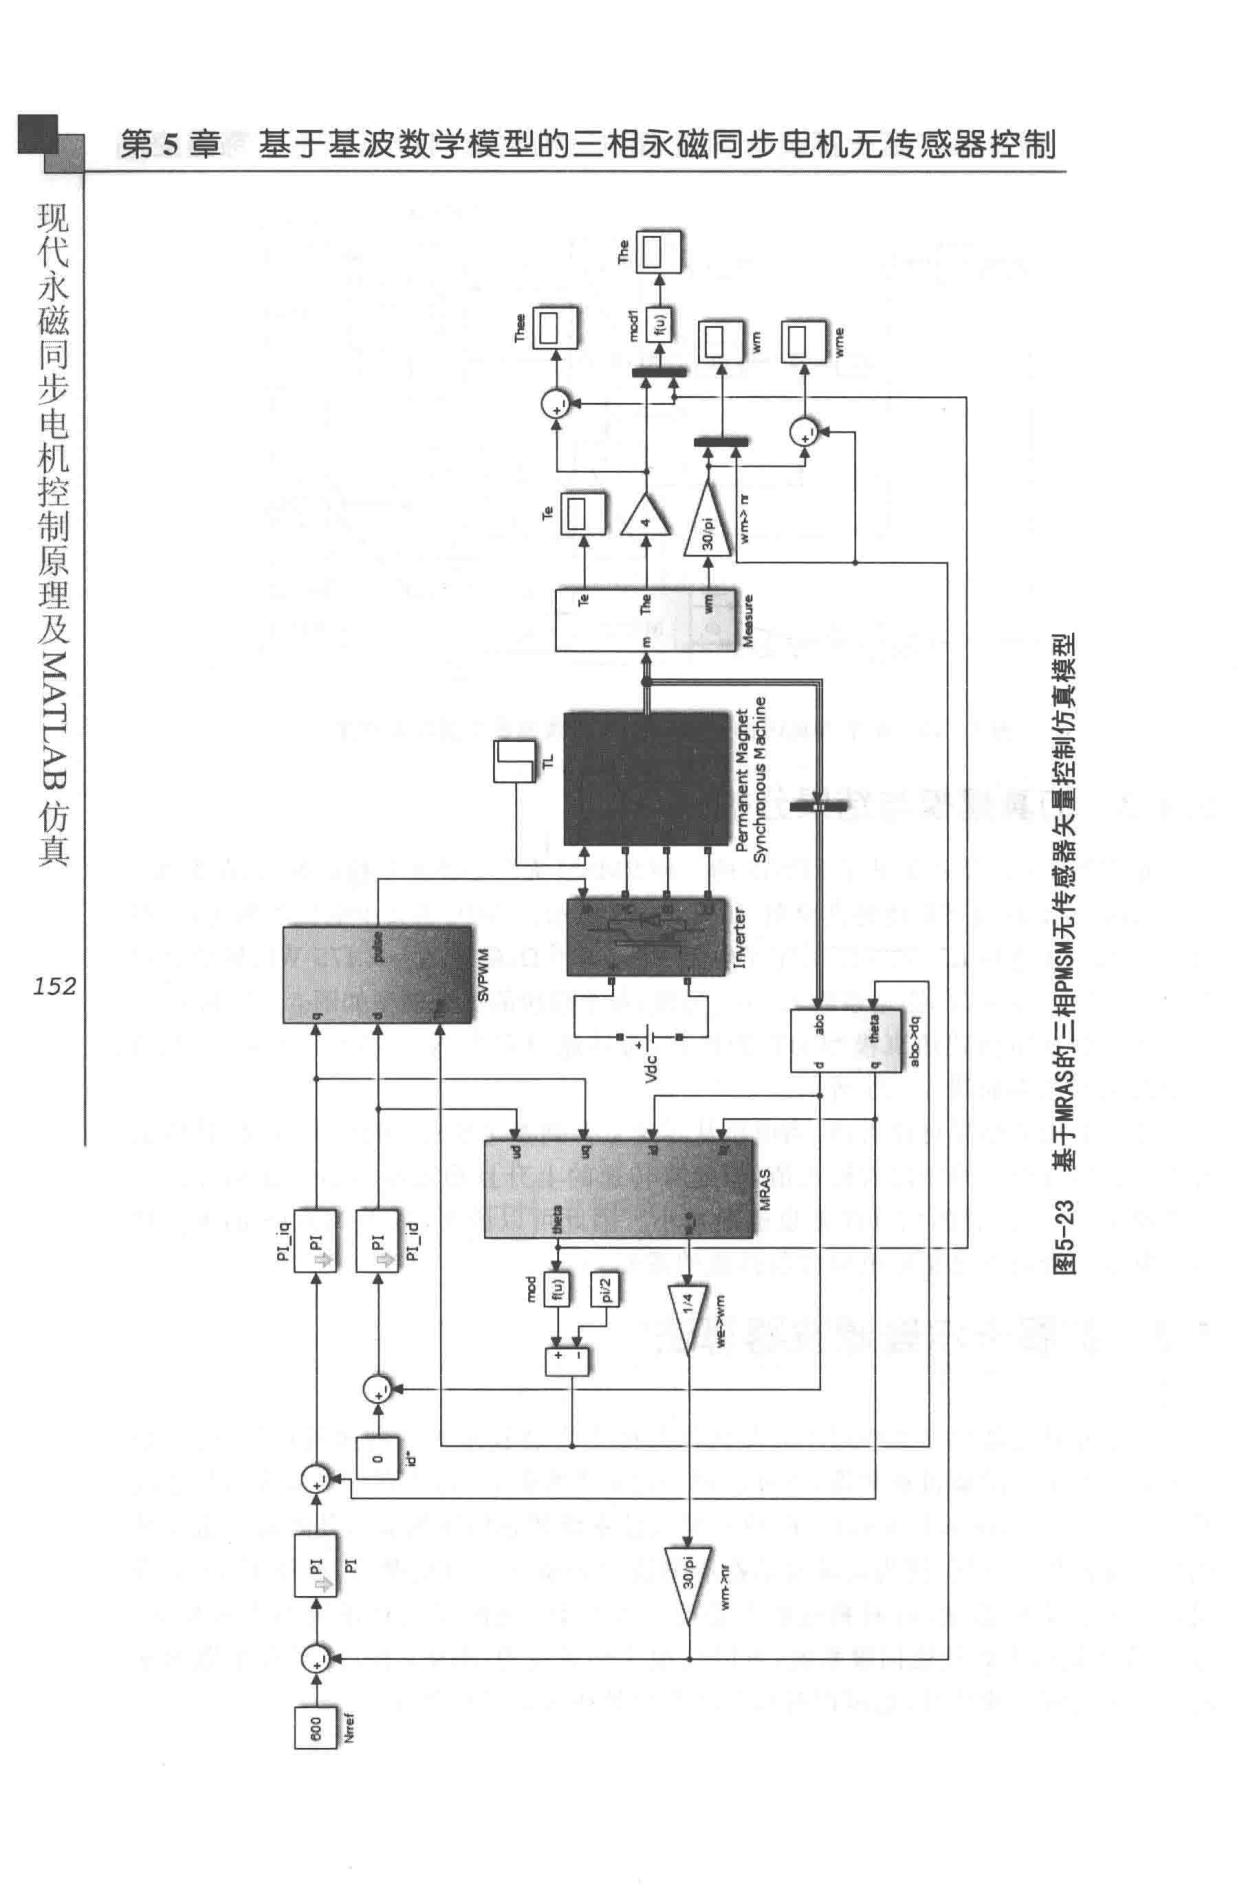 第 5 章 基于基波数学模型的三相永磁同步电机无传感器控制
现代永磁同步电机控制原理及MATLAB 仿真
152
600
Nrref
+
-
PI
PI
+
-
0
id*
+
-
PI
PI_iq
PI
PI_id
q
d
pulse
SVPWM
30/pi
wm->nr
1/4
we->wm
+
-
mod
f(u)
pi/2
theta
ud
uq
id
iq
MRAS
Vdc
+
Inverter
TL
Permanent Magnet
Synchronous Machine
d
q
abc
theta
abc->dq
m
Te
The
wm
Measure
Te
4
30/pi
wm-> nr
+
-
Thee
mod1
f(u)
The
wm
+
-
wme
图5-23 基于MRAS的三相PMSM无传感器矢量控制仿真模型